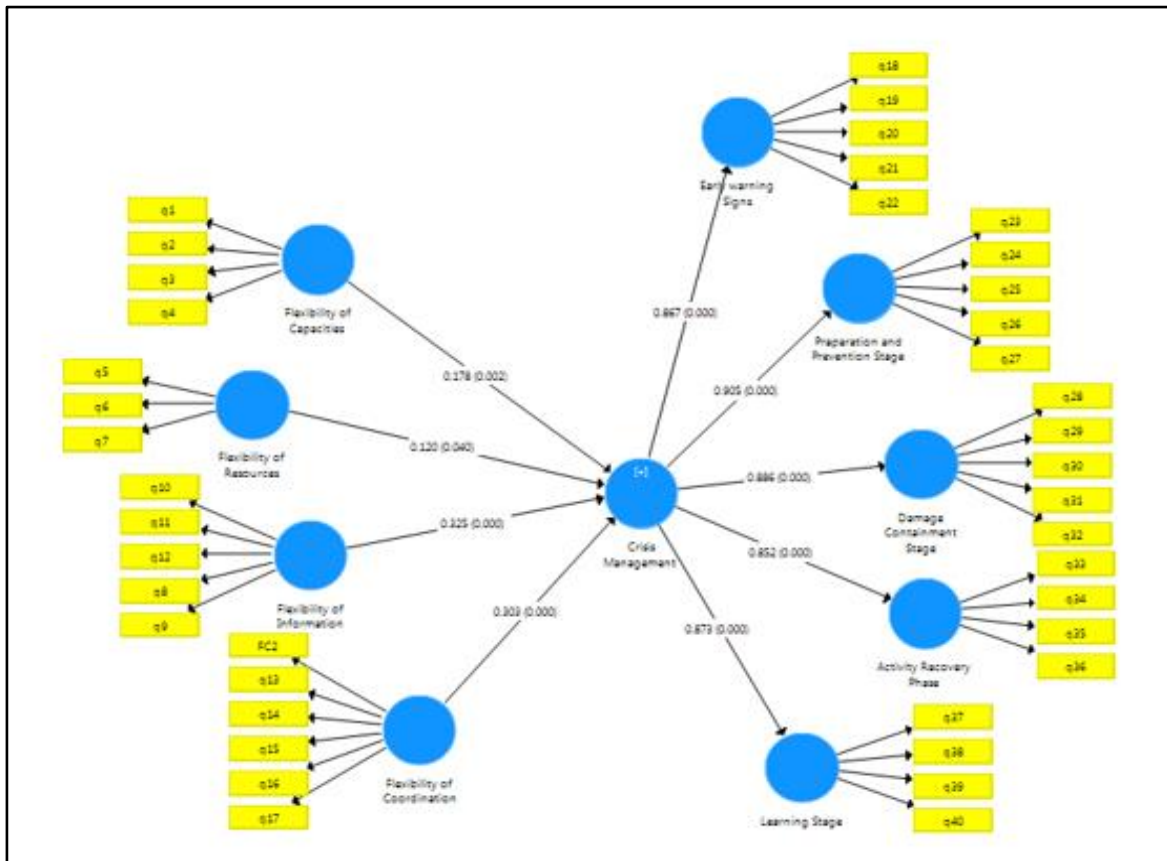 q1
q2
q3
q4
Flexibility of
Capacities
0.178 (0.002)
q5
q6
q7
Flexibility of
Resources
0.120 (0.040)
q10
q11
q12
q8
q9
Flexibility of
Information
0.325 (0.000)
FC2
q13
q14
q15
q16
q17
Flexibility of
Coordination
0.303 (0.000)
[+]
Crisis
Management
0.867 (0.000)
Early warning
Signs
q18
q19
q20
q21
q22
0.905 (0.000)
Preparation and
Prevention Stage
q23
q24
q25
q26
q27
0.886 (0.000)
Damage
Containment
Stage
q28
q29
q30
q31
q32
0.852 (0.000)
Activity Recovery
Phase
q33
q34
q35
q36
0.873 (0.000)
Learning Stage
q37
q38
q39
q40